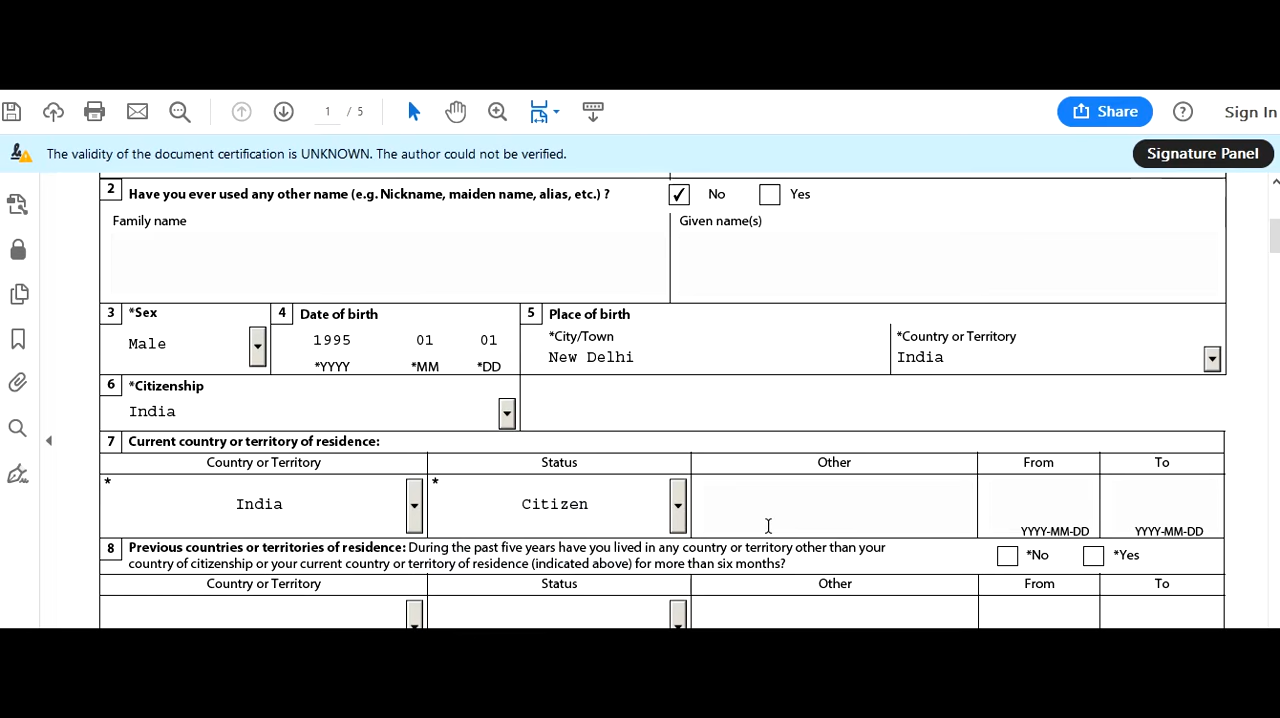 1 / 5
Share
Sign In
The validity of the document certification is UNKNOWN. The author could not be verified.
Signature Panel
2 Have you ever used any other name (e.g. Nickname, maiden name, alias, etc.) ? ✓ No Yes
Family name Given name(s)
3 *Sex 4 Date of birth 5 Place of birth
*City/Town *Country or Territory
Male 1995 01 01 New Delhi India
*YYYY *MM *DD
6 *Citizenship
India
7 Current country or territory of residence:
Country or Territory Status Other From To
* India * Citizen
YYYY-MM-DD YYYY-MM-DD
8 Previous countries or territories of residence: During the past five years have you lived in any country or territory other than your
country of citizenship or your current country or territory of residence (indicated above) for more than six months? *No *Yes
Country or Territory Status Other From To